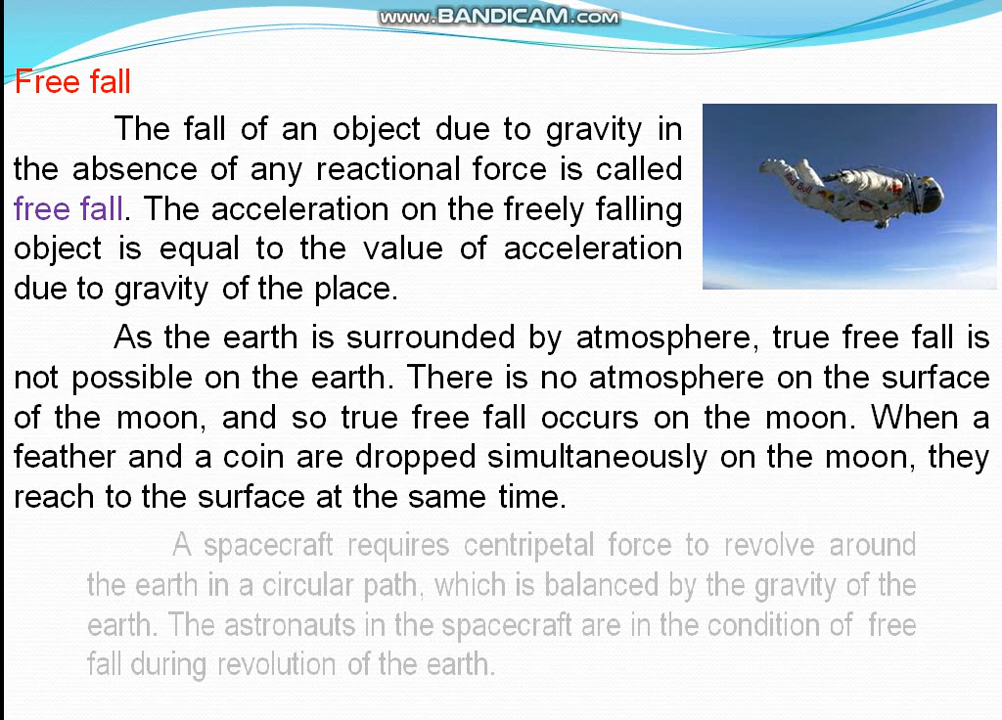 www.BANDICAM.com
Free fall
The fall of an object due to gravity in
the absence of any reactional force is called
free fall. The acceleration on the freely falling
object is equal to the value of acceleration
due to gravity of the place.
Red Bull
As the earth is surrounded by atmosphere, true free fall is
not possible on the earth. There is no atmosphere on the surface
of the moon, and so true free fall occurs on the moon. When a
feather and a coin are dropped simultaneously on the moon, they
reach to the surface at the same time.
A spacecraft requires centripetal force to revolve around
the earth in a circular path, which is balanced by the gravity of the
earth. The astronauts in the spacecraft are in the condition of free
fall during revolution of the earth.